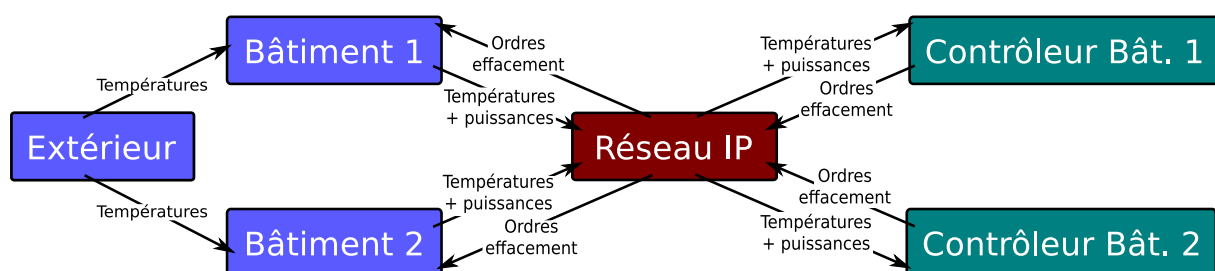 Bâtiment 1
Ordres
effacement
Températures
+ puissances
Contrôleur Bât. 1
Températures
Températures
+ puissances
Ordres
effacement
Extérieur
Réseau IP
Températures
Températures
+ puissances
Ordres
effacement
Ordres
effacement
Températures
+ puissances
Bâtiment 2
Contrôleur Bât. 2